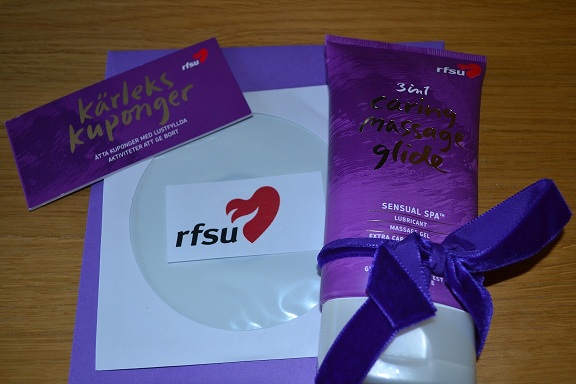 rfsu
kärleks
kuponger
ÅTTA KUPONGER MED LUSTFYLLDA
AKTIVITETER ATT GE BORT
rfsu
rfsu
3 in 1
caring
massage
glide
SENSUAL SPA™
LUBRICANT
MASSAGE GEL